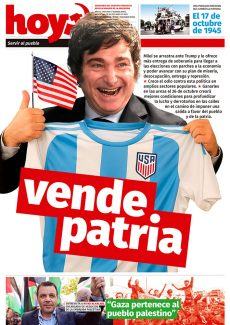 hoy
Servir al pueblo
El 17 de
octubre
de 1945
Milei se arrastra ante Trump y le ofrece
más entrega de soberanía para llegar a
las elecciones con parches a la economía
y poder avanzar con su plan de miseria,
desocupación, entrega y represión.
Crece el odio contra esta política en
amplios sectores populares. Ganarles
en las urnas el 26 de octubre creará
mejores condiciones para profundizar
la lucha y derrotarlos en las calles
en el camino de imponer una
salida a favor del pueblo
y de la patria.
USA
vende
patria
"Gaza pertenece al
pueblo palestino"